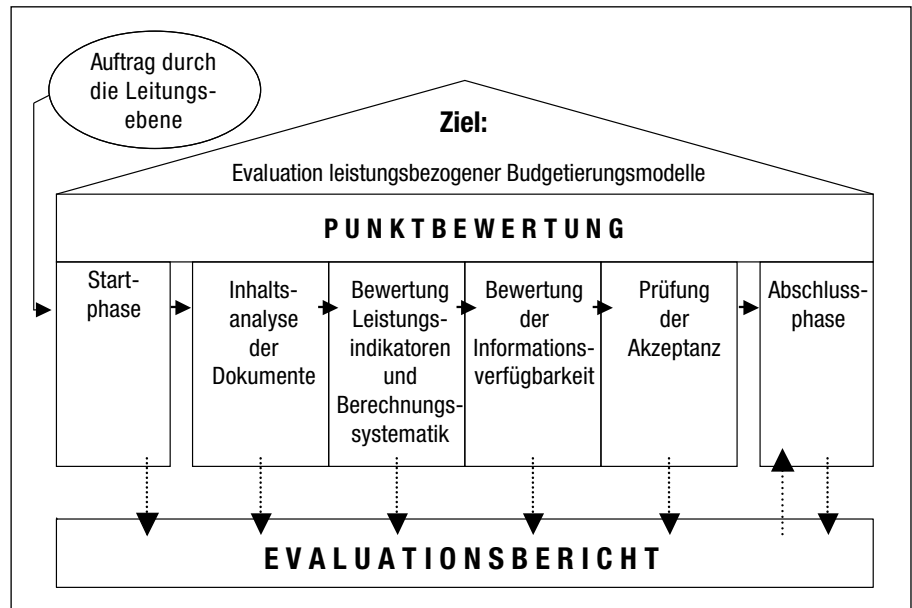 Auftrag durch
die Leitungs-
ebene
Ziel:
Evaluation leistungsbezogener Budgetierungsmodelle
PUNKTBEWERTUNG
Start-
phase
Inhalts-
analyse
der
Dokumente
Bewertung
Leistungs-
indikatoren
und
Berechnungs-
systematik
Bewertung
der
Informations-
verfügbarkeit
Prüfung
der
Akzeptanz
Abschluss-
phase
EVALUATIONSBERICHT